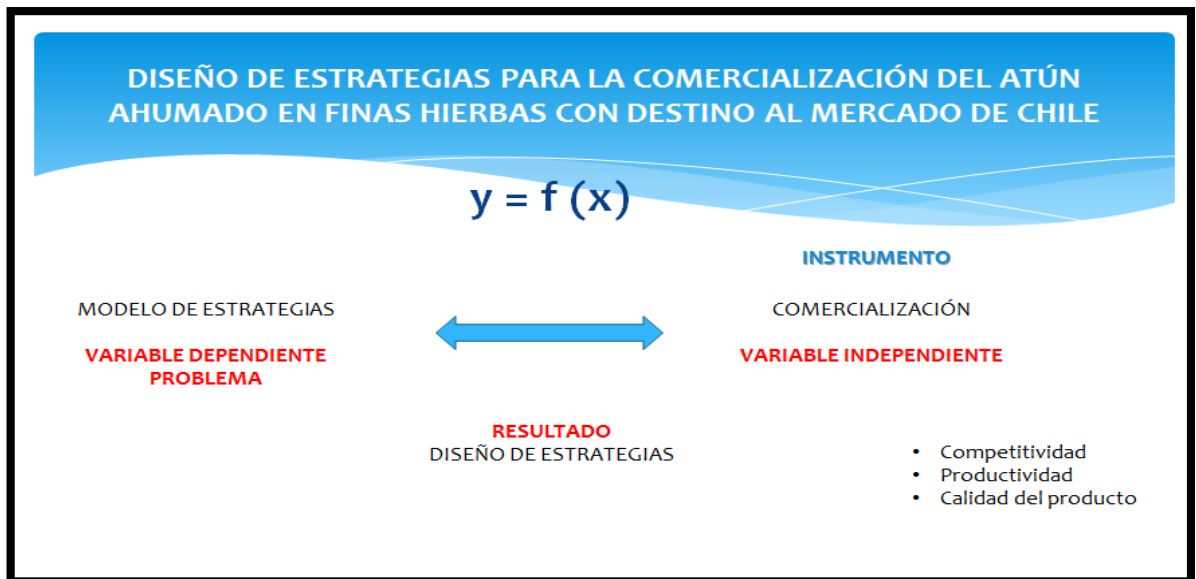 DISEÑO DE ESTRATEGIAS PARA LA COMERCIALIZACIÓN DEL ATÚN
AHUMADO EN FINAS HIERBAS CON DESTINO AL MERCADO DE CHILE
y = f (x)
INSTRUMENTO
MODELO DE ESTRATEGIAS
COMERCIALIZACIÓN
VARIABLE DEPENDIENTE
PROBLEMA
VARIABLE INDEPENDIENTE
RESULTADO
DISEÑO DE ESTRATEGIAS
• Competitividad
• Productividad
• Calidad del producto